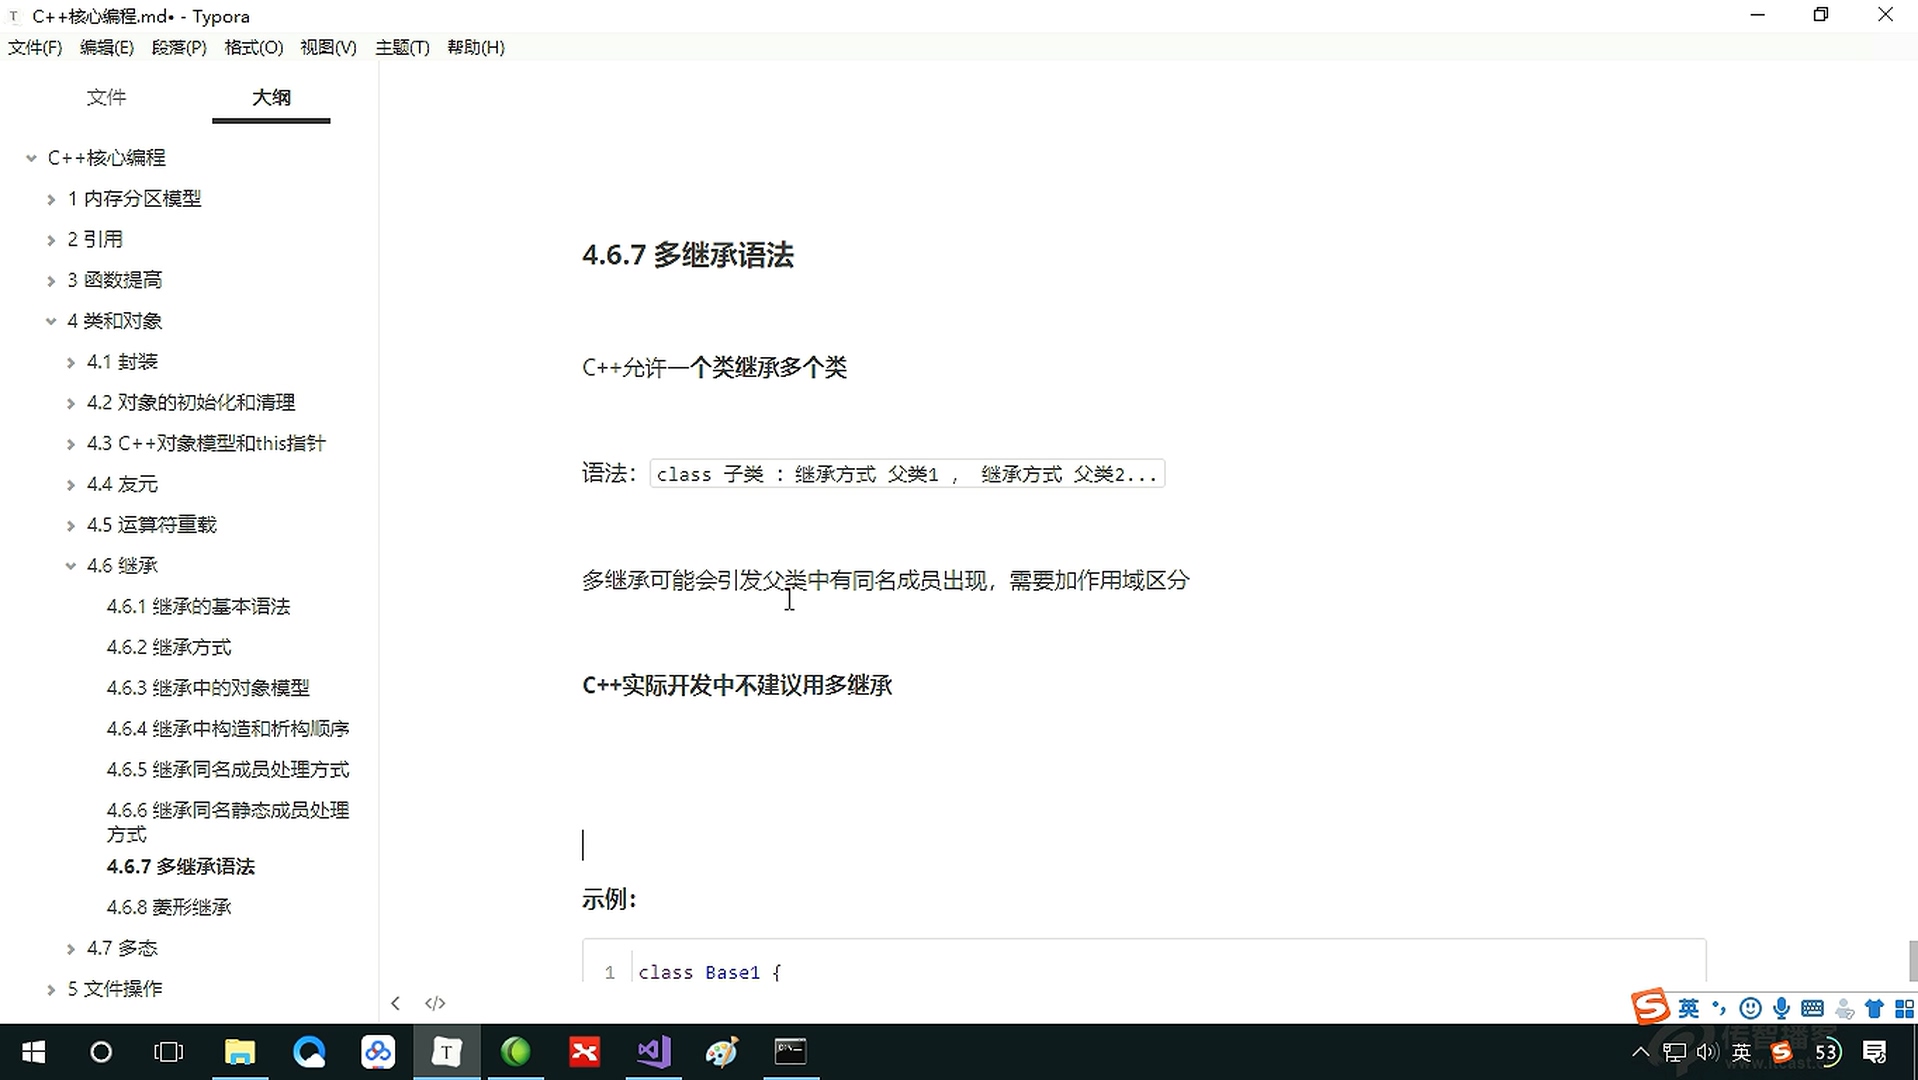 C++核心编程.md• - Typora
文件(F) 编辑(E) 段落(P) 格式(O) 视图(V) 主题(T) 帮助(H)
文件 大纲
C++核心编程
1 内存分区模型
2 引用
3 函数提高
4 类和对象
4.1 封装
4.2 对象的初始化和清理
4.3 C++对象模型和this指针
4.4 友元
4.5 运算符重载
4.6 继承
4.6.1 继承的基本语法
4.6.2 继承方式
4.6.3 继承中的对象模型
4.6.4 继承中构造和析构顺序
4.6.5 继承同名成员处理方式
4.6.6 继承同名静态成员处理
方式
4.6.7 多继承语法
4.6.8 菱形继承
4.7 多态
5 文件操作
4.6.7 多继承语法
C++允许一个类继承多个类
语法： class 子类 : 继承方式 父类1 , 继承方式 父类2...
多继承可能会引发父类中有同名成员出现，需要加作用域区分
C++实际开发中不建议用多继承
示例：
1 class Base1 {
英
英 53
传智播客